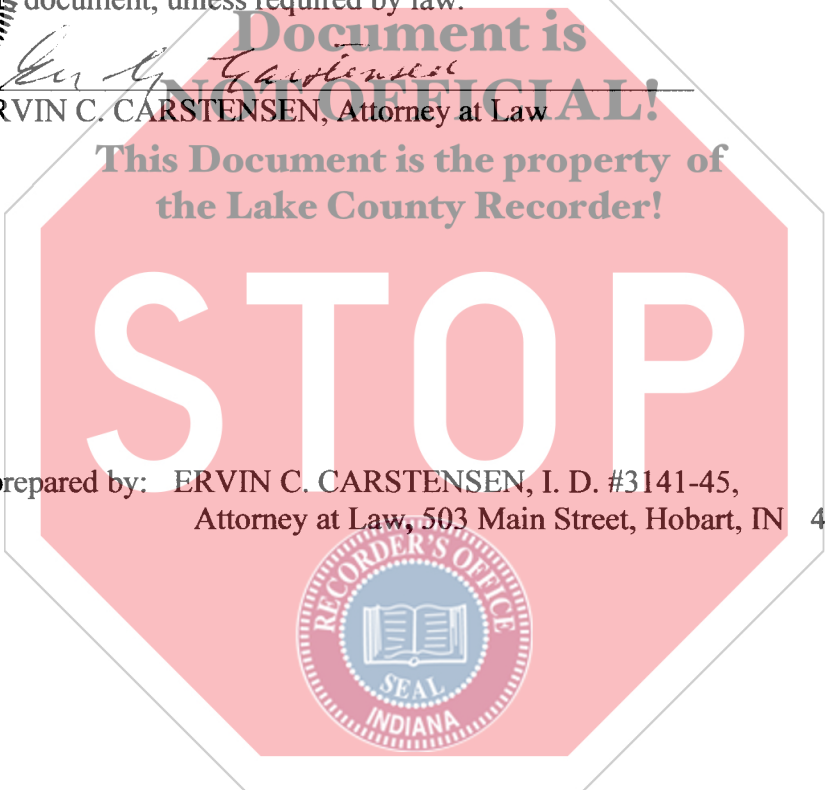 s document, unless required by law.
Document is
NOT OFFICIAL!
RVIN C. CARSTENSEN, Attorney at Law
This Document is the property of
the Lake County Recorder!
STOP
prepared by: ERVIN C. CARSTENSEN, I. D. #3141-45,
Attorney at Law, 503 Main Street, Hobart, IN 4
RECORDER'S OFFICE
SEAL
INDIANA